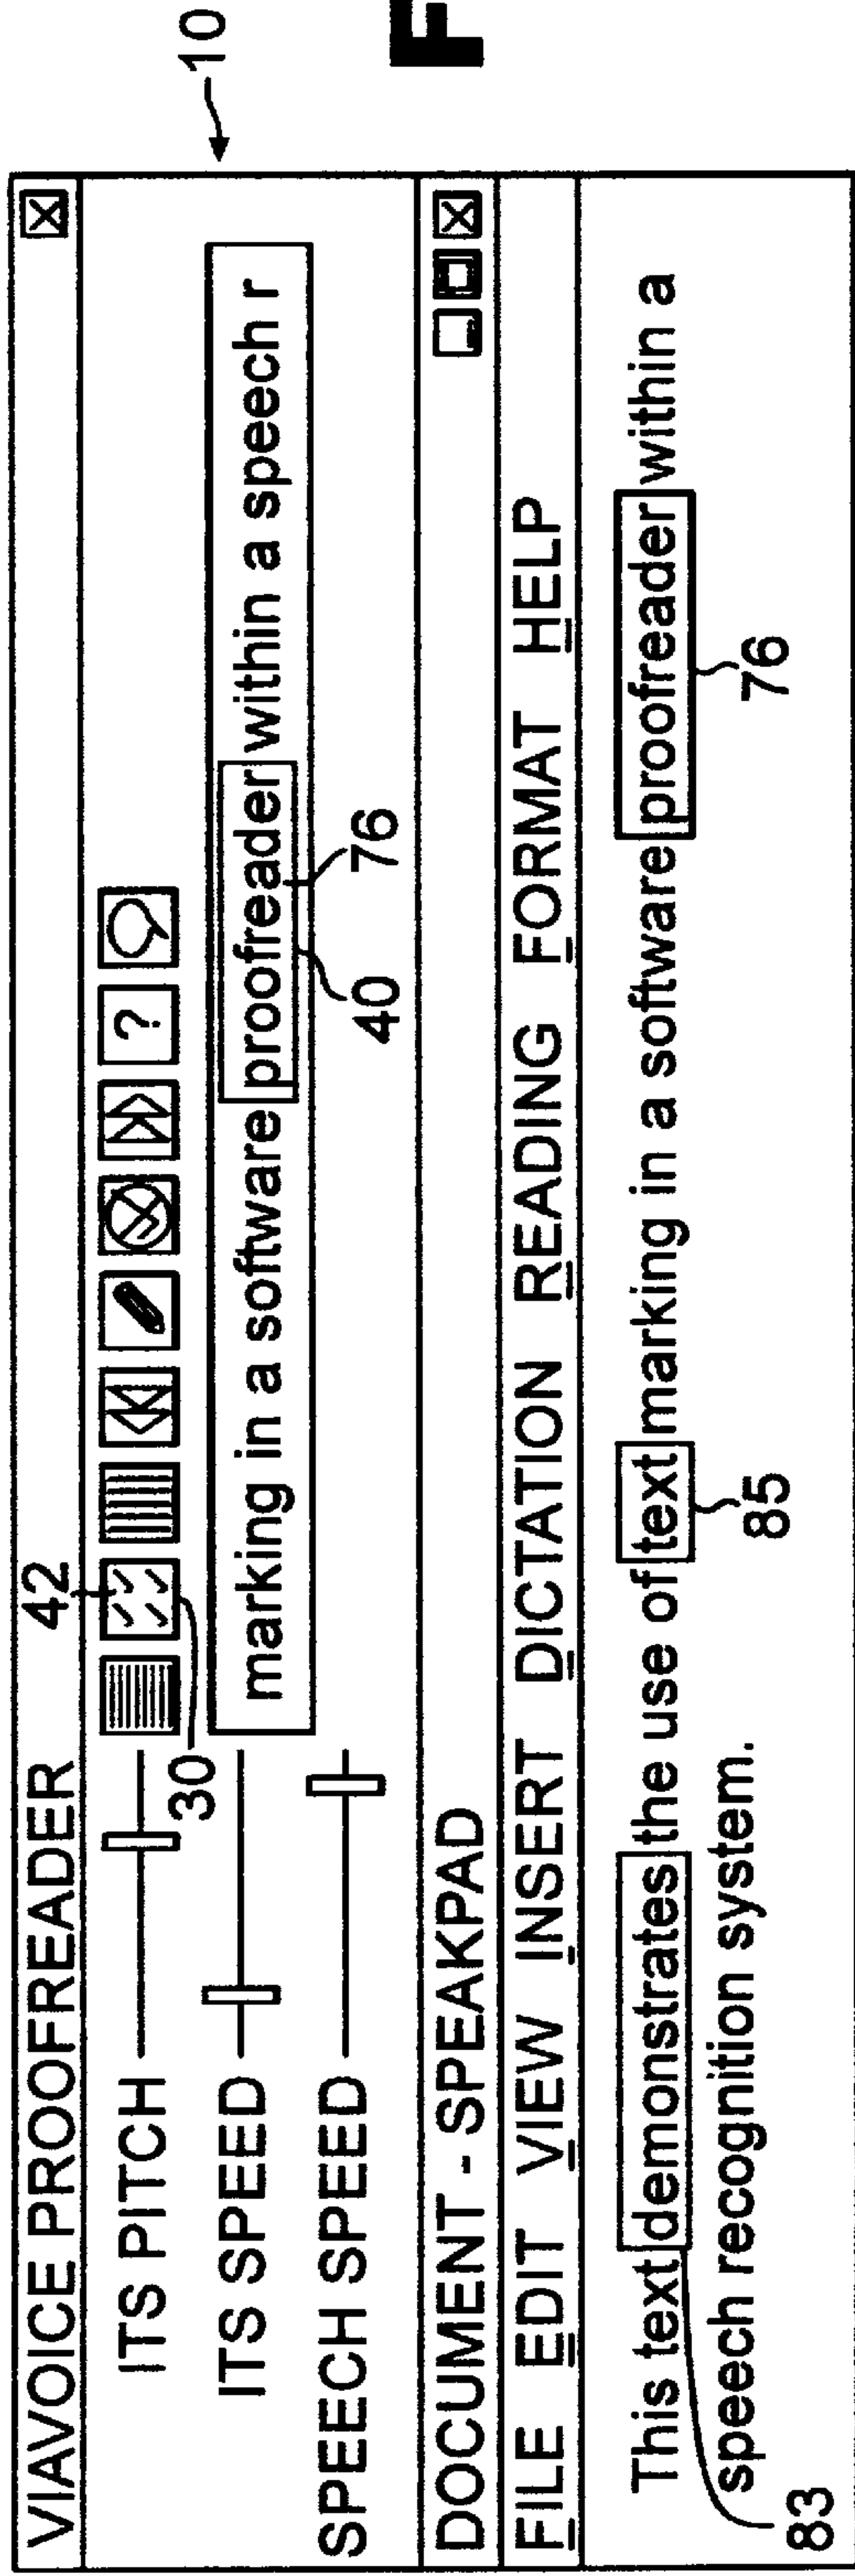 VIAVOICE PROOFREADER
42
ITS PITCH
?
30
10
ITS SPEED
marking in a software proofreader within a speech r
40
76
SPEECH SPEED
F
DOCUMENT - SPEAKPAD
FILE EDIT VIEW INSERT DICTATION READING FORMAT HELP
This text demonstrates the use of text marking in a software proofreader within a
speech recognition system.
83
85
76